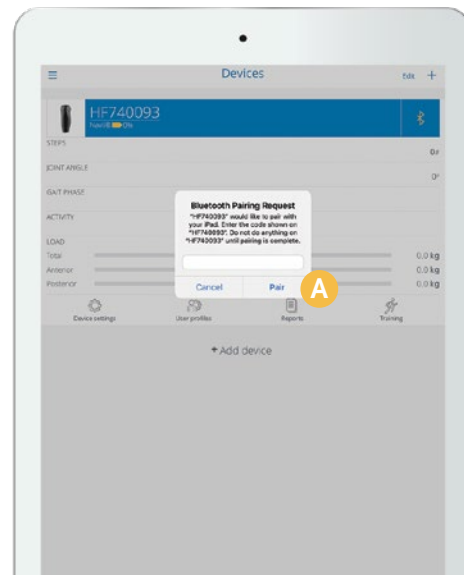 Devices
Edit +
HF740093
0%
STEPS
0#
JOINT ANGLE
0°
GAIT PHASE
ACTIVITY
LOAD
Total 0,0 kg
Anterior 0,0 kg
Posterior 0,0 kg
Bluetooth Pairing Request
"HF740093" would like to pair with
your iPad. Enter the code shown on
"HF740093". Do not do anything on
"HF740093" until pairing is complete.
Cancel Pair A
Device settings User profiles Reports Training
+ Add device